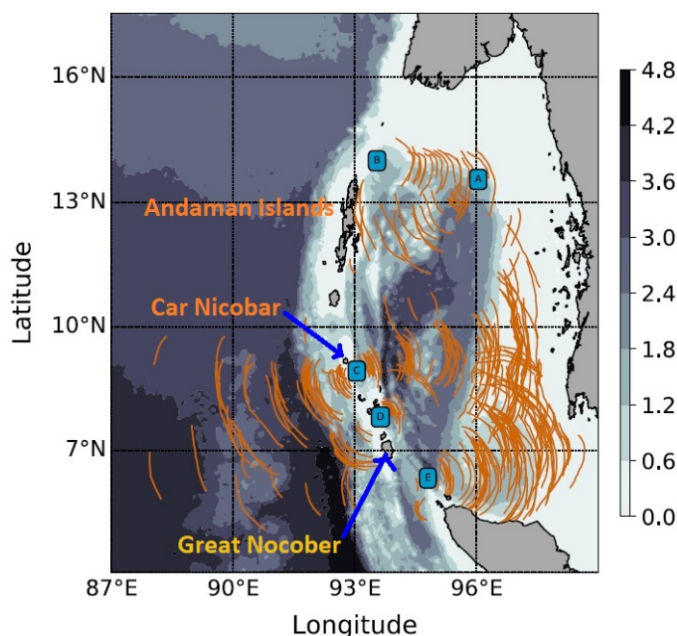 16°N
13°N
10°N
7°N
Latitude
87°E 90°E 93°E 96°E
Longitude
4.8
4.2
3.6
3.0
2.4
1.8
1.2
0.6
0.0
B
A
Andaman Islands
Car Nicobar
C
D
E
Great Nocober